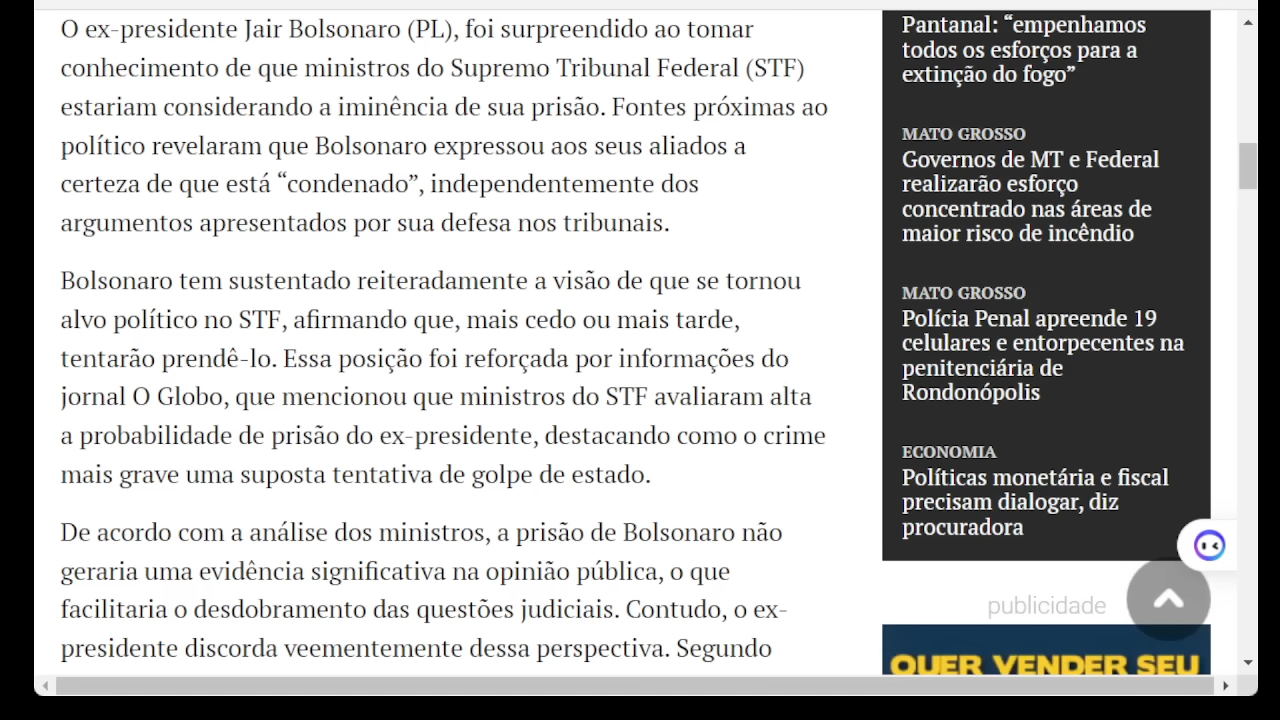 O ex-presidente Jair Bolsonaro (PL), foi surpreendido ao tomar
conhecimento de que ministros do Supremo Tribunal Federal (STF)
estariam considerando a iminência de sua prisão. Fontes próximas ao
político revelaram que Bolsonaro expressou aos seus aliados a
certeza de que está “condenado”, independentemente dos
argumentos apresentados por sua defesa nos tribunais.
Bolsonaro tem sustentado reiteradamente a visão de que se tornou
alvo político no STF, afirmando que, mais cedo ou mais tarde,
tentarão prendê-lo. Essa posição foi reforçada por informações do
jornal O Globo, que mencionou que ministros do STF avaliaram alta
a probabilidade de prisão do ex-presidente, destacando como o crime
mais grave uma suposta tentativa de golpe de estado.
De acordo com a análise dos ministros, a prisão de Bolsonaro não
geraria uma evidência significativa na opinião pública, o que
facilitaria o desdobramento das questões judiciais. Contudo, o ex-
presidente discorda veementemente dessa perspectiva. Segundo
Pantanal: “empenhamos
todos os esforços para a
extinção do fogo”
MATO GROSSO
Governos de MT e Federal
realizarão esforço
concentrado nas áreas de
maior risco de incêndio
MATO GROSSO
Polícia Penal apreende 19
celulares e entorpecentes na
penitenciária de
Rondonópolis
ECONOMIA
Políticas monetária e fiscal
precisam dialogar, diz
procuradora
publicidade
QUER VENDER SEU